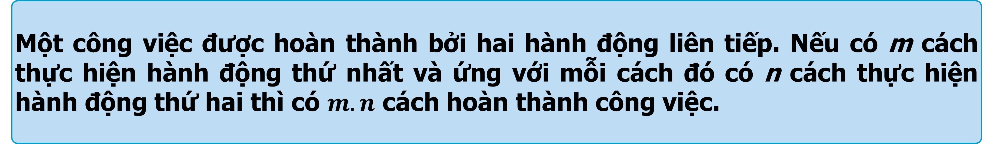 Một công việc được hoàn thành bởi hai hành động liên tiếp. Nếu có m cách
thực hiện hành động thứ nhất và ứng với mỗi cách đó có n cách thực hiện
hành động thứ hai thì có m. n cách hoàn thành công việc.